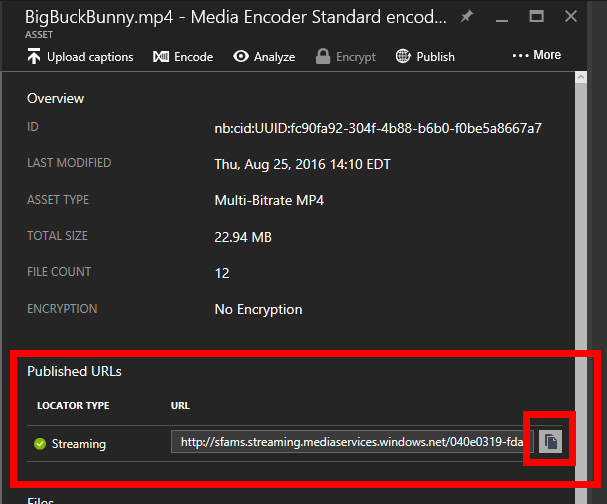 BigBuckBunny.mp4 - Media Encoder Standard encod...
ASSET
Upload captions Encode Analyze Encrypt Publish ... More
Overview
ID nb:cid:UUID:fc90fa92-304f-4b88-b6b0-f0be5a8667a7
LAST MODIFIED Thu, Aug 25, 2016 14:10 EDT
ASSET TYPE Multi-Bitrate MP4
TOTAL SIZE 22.94 MB
FILE COUNT 12
ENCRYPTION No Encryption
Published URLs
LOCATOR TYPE URL
Streaming http://sfams.streaming.mediaservices.windows.net/040e0319-fda
Files